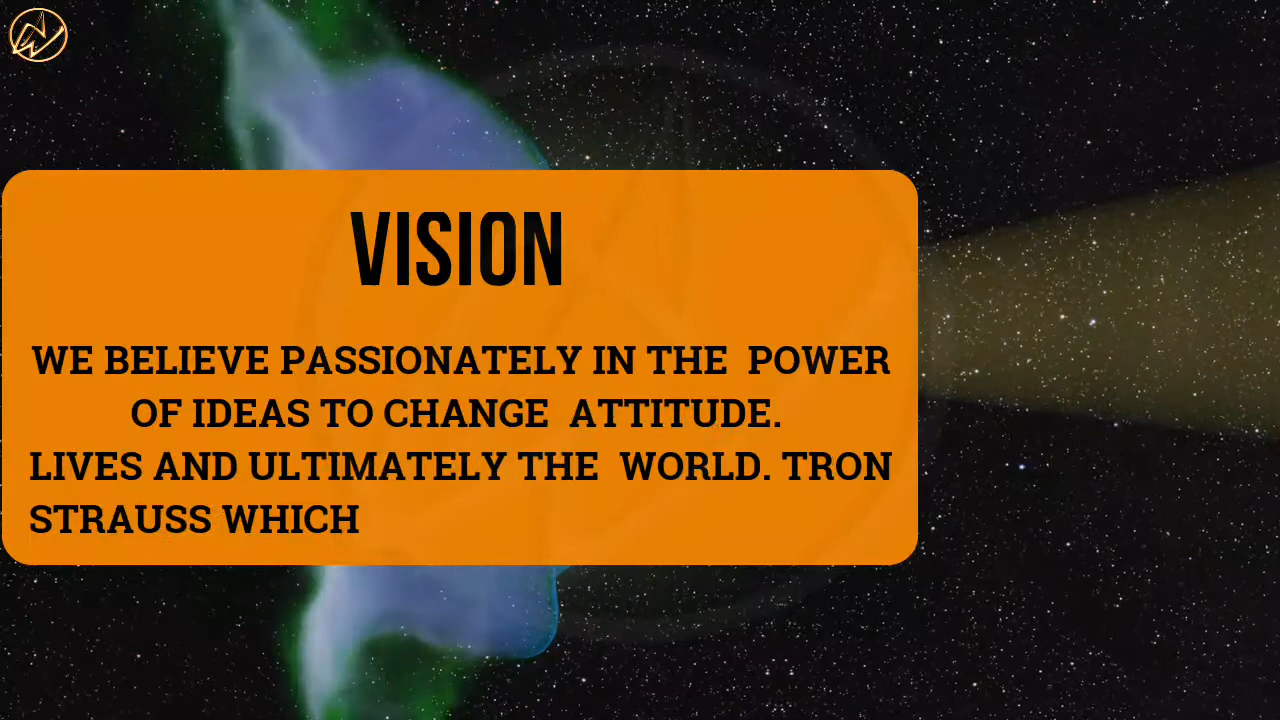 VISION
WE BELIEVE PASSIONATELY IN THE POWER
OF IDEAS TO CHANGE ATTITUDE.
LIVES AND ULTIMATELY THE WORLD. TRON
STRAUSS WHICH